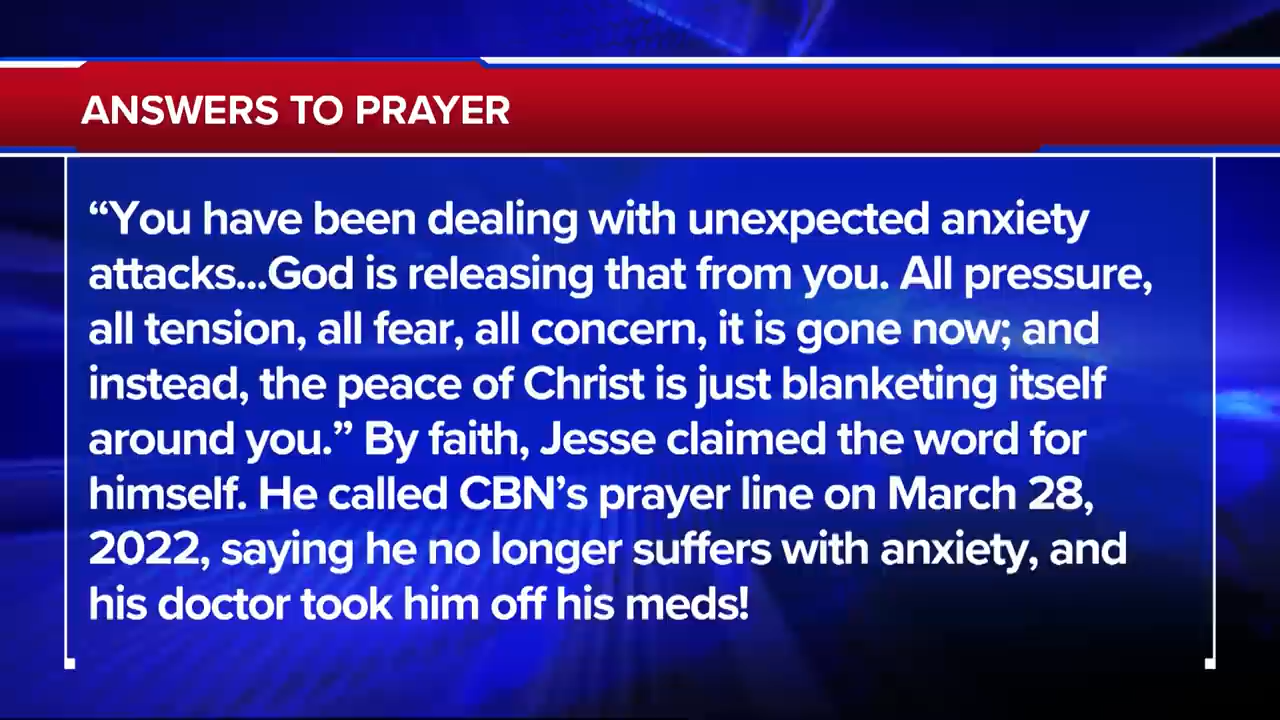 ANSWERS TO PRAYER
“You have been dealing with unexpected anxiety
attacks...God is releasing that from you. All pressure,
all tension, all fear, all concern, it is gone now; and
instead, the peace of Christ is just blanketing itself
around you.” By faith, Jesse claimed the word for
himself. He called CBN’s prayer line on March 28,
2022, saying he no longer suffers with anxiety, and
his doctor took him off his meds!